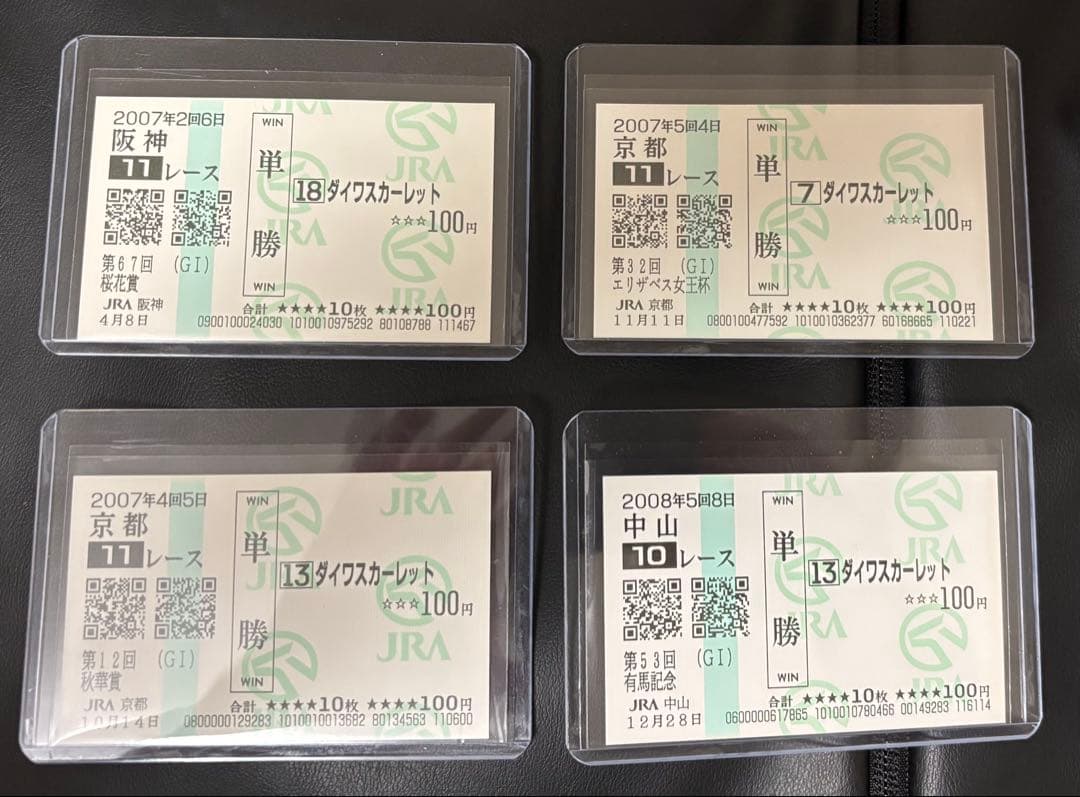 2007年2回6日
阪神
11レース
WIN
単勝
WIN
18ダイワスカーレット
☆☆☆100円
第67回 (GⅠ)
桜花賞
JRA 阪神
4月8日
合計 ★★★★10枚 ★★★★100円
0900100024030 1010010975292 80108788 111467
JRA
JRA
JRA
2007年5回4日
京都
11レース
WIN
単勝
WIN
7ダイワスカーレット
☆☆☆100円
第32回 (GⅠ)
エリザベス女王杯
JRA 京都
11月11日
合計 ★★★★10枚 ★★★★100円
0800100477592 1010010362377 60168665 110221
JRA
JRA
JRA
2007年4回5日
京都
11レース
WIN
単勝
WIN
13ダイワスカーレット
☆☆☆100円
第12回 (GⅠ)
秋華賞
JRA 京都
10月14日
合計 ★★★★10枚 ★★★★100円
0800000129283 1010010013682 80134563 110600
JRA
JRA
2008年5回8日
中山
10レース
WIN
単勝
WIN
13ダイワスカーレット
☆☆☆100円
第53回 (GⅠ)
有馬記念
JRA 中山
12月28日
合計 ★★★★10枚 ★★★★100円
0600000617865 1010010780466 00149283 116114
JRA
JRA
JRA